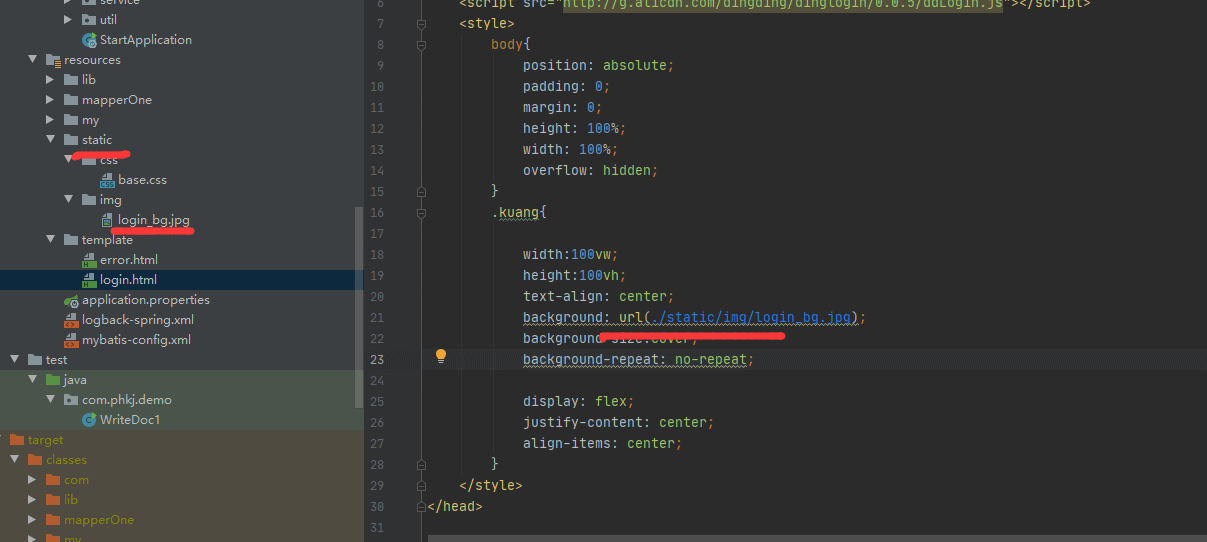 service
util
StartApplication
resources
lib
mapperOne
my
static
css
base.css
img
login_bg.jpg
template
error.html
login.html
application.properties
logback-spring.xml
mybatis-config.xml
test
java
com.phkj.demo
WriteDoc1
target
classes
com
lib
mapperOne
my
6 <script src="http://g.alicdn.com/dingding/dinglogin/0.0.5/ddLogin.js"></script>
7 <style>
8 body{
9 position: absolute;
10 padding: 0;
11 margin: 0;
12 height: 100%;
13 width: 100%;
14 overflow: hidden;
15 }
16 .kuang{
17
18 width:100vw;
19 height:100vh;
20 text-align: center;
21 background: url(./static/img/login_bg.jpg);
22 background-size:cover;
23 background-repeat: no-repeat;
24
25 display: flex;
26 justify-content: center;
27 align-items: center;
28 }
29 </style>
30 </head>
31